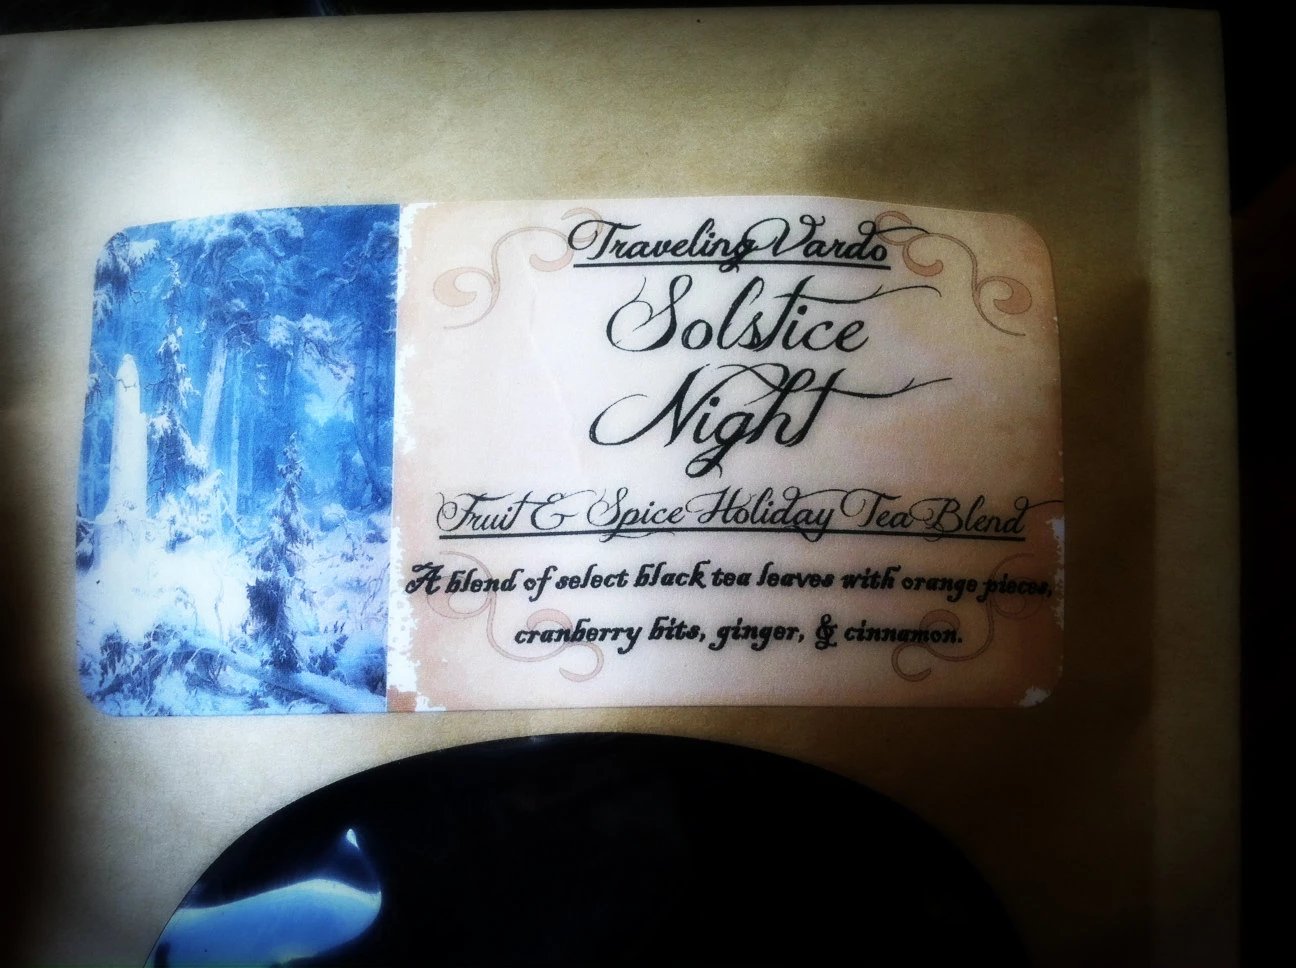 Traveling Vardo
Solstice
Night
Fruit & Spice Holiday Tea Blend
A blend of select black tea leaves with orange pieces,
cranberry bits, ginger, & cinnamon.